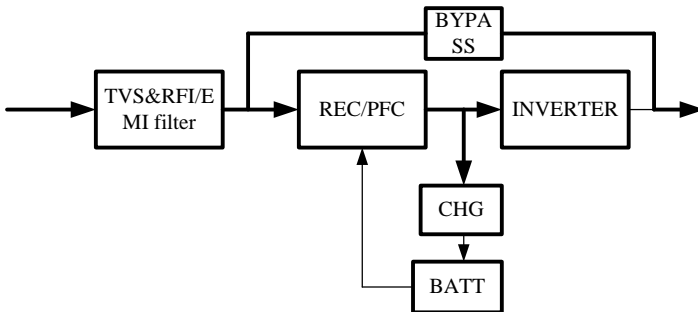 BYPA
SS
TVS&RFI/E
MI filter
REC/PFC
INVERTER
CHG
BATT